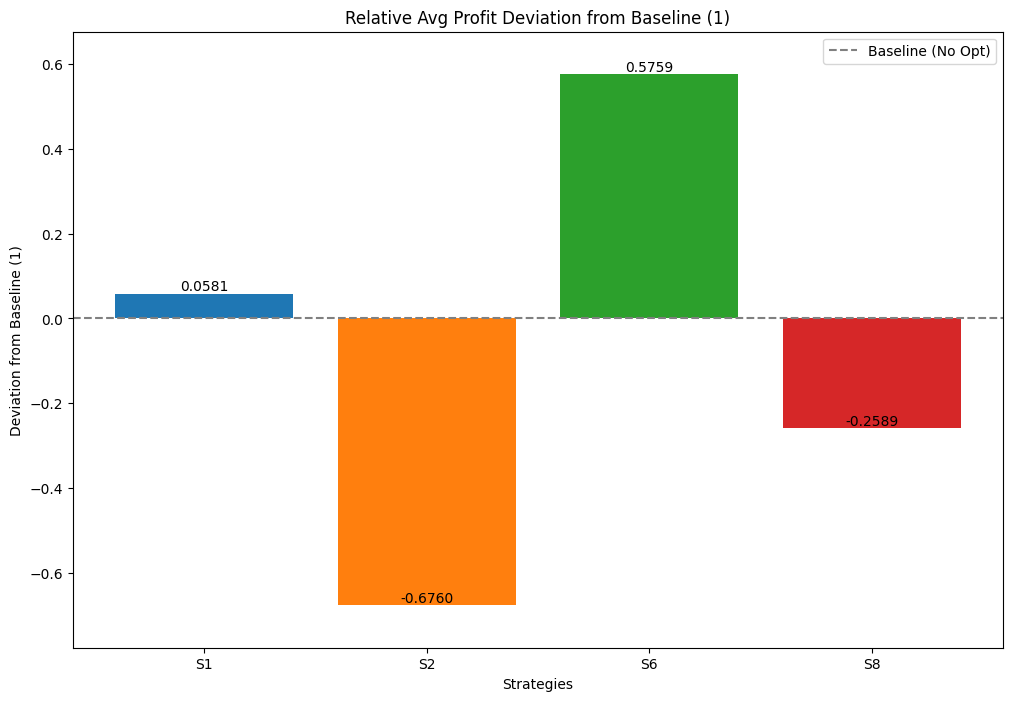 Relative Avg Profit Deviation from Baseline (1)
Baseline (No Opt)
Deviation from Baseline (1)
0.6
0.4
0.2
0.0
−0.2
−0.4
−0.6
0.0581
-0.6760
0.5759
-0.2589
S1
S2
S6
S8
Strategies